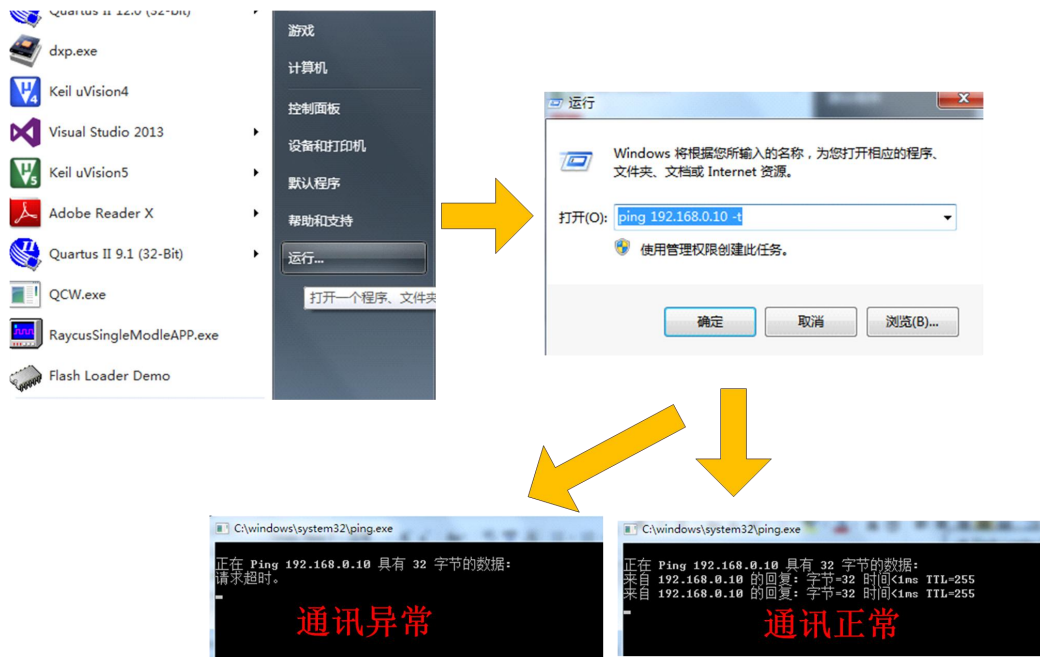 Quartus II 12.0 (32-Bit)
dxp.exe
Keil uVision4
Visual Studio 2013
Keil uVision5
Adobe Reader X
Quartus II 9.1 (32-Bit)
QCW.exe
RaycusSingleModleAPP.exe
Flash Loader Demo
游戏
计算机
控制面板
设备和打印机
默认程序
帮助和支持
运行...
打开一个程序、文件夹
运行
Windows 将根据您所输入的名称，为您打开相应的程序、
文件夹、文档或 Internet 资源。
打开(O): ping 192.168.0.10 -t
使用管理权限创建此任务。
确定 取消 浏览(B)...
C:\windows\system32\ping.exe
正在 Ping 192.168.0.10 具有 32 字节的数据:
请求超时。
通讯异常
C:\windows\system32\ping.exe
正在 Ping 192.168.0.10 具有 32 字节的数据:
来自 192.168.0.10 的回复: 字节=32 时间<1ms TTL=255
来自 192.168.0.10 的回复: 字节=32 时间<1ms TTL=255
通讯正常